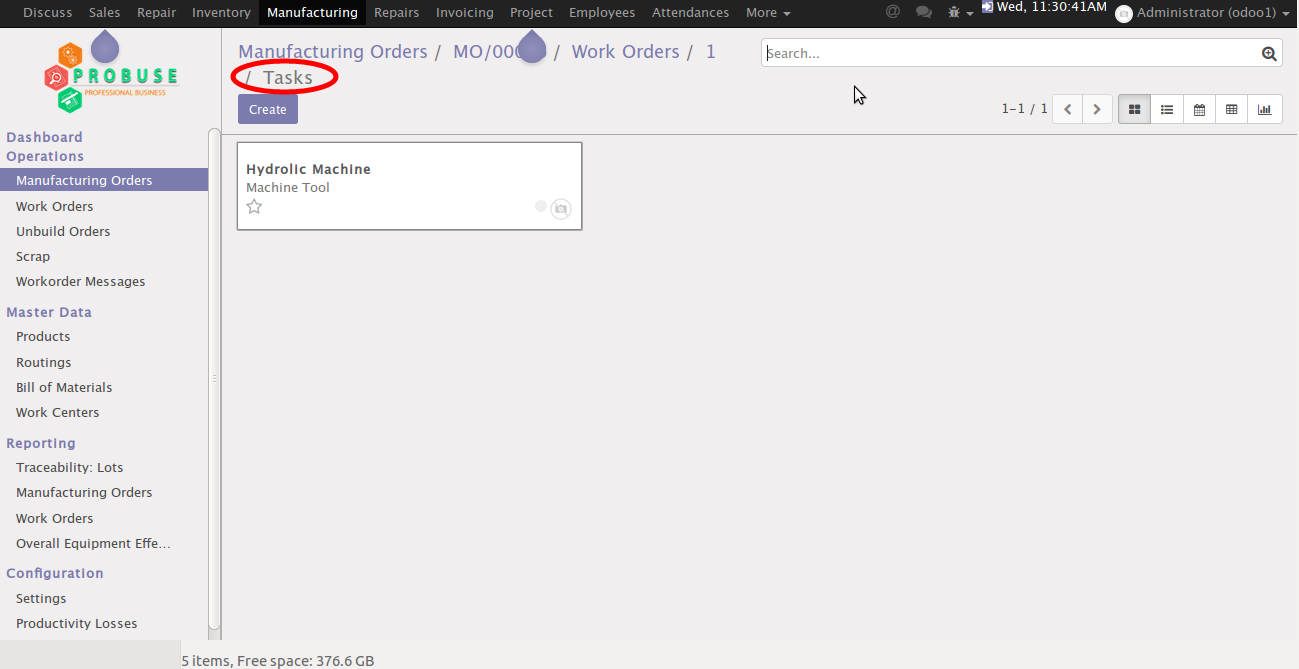 Discuss Sales Repair Inventory Manufacturing Repairs Invoicing Project Employees Attendances More @ Wed, 11:30:41AM Administrator (odoo1)
PROBUSE
PROFESSIONAL BUSINESS
Manufacturing Orders / MO/000 / Work Orders / 1
/ Tasks
Search...
Create
1-1 / 1
Dashboard
Operations
Manufacturing Orders
Work Orders
Unbuild Orders
Scrap
Workorder Messages
Master Data
Products
Routings
Bill of Materials
Work Centers
Reporting
Traceability: Lots
Manufacturing Orders
Work Orders
Overall Equipment Effe...
Configuration
Settings
Productivity Losses
Hydrolic Machine
Machine Tool
5 items, Free space: 376.6 GB